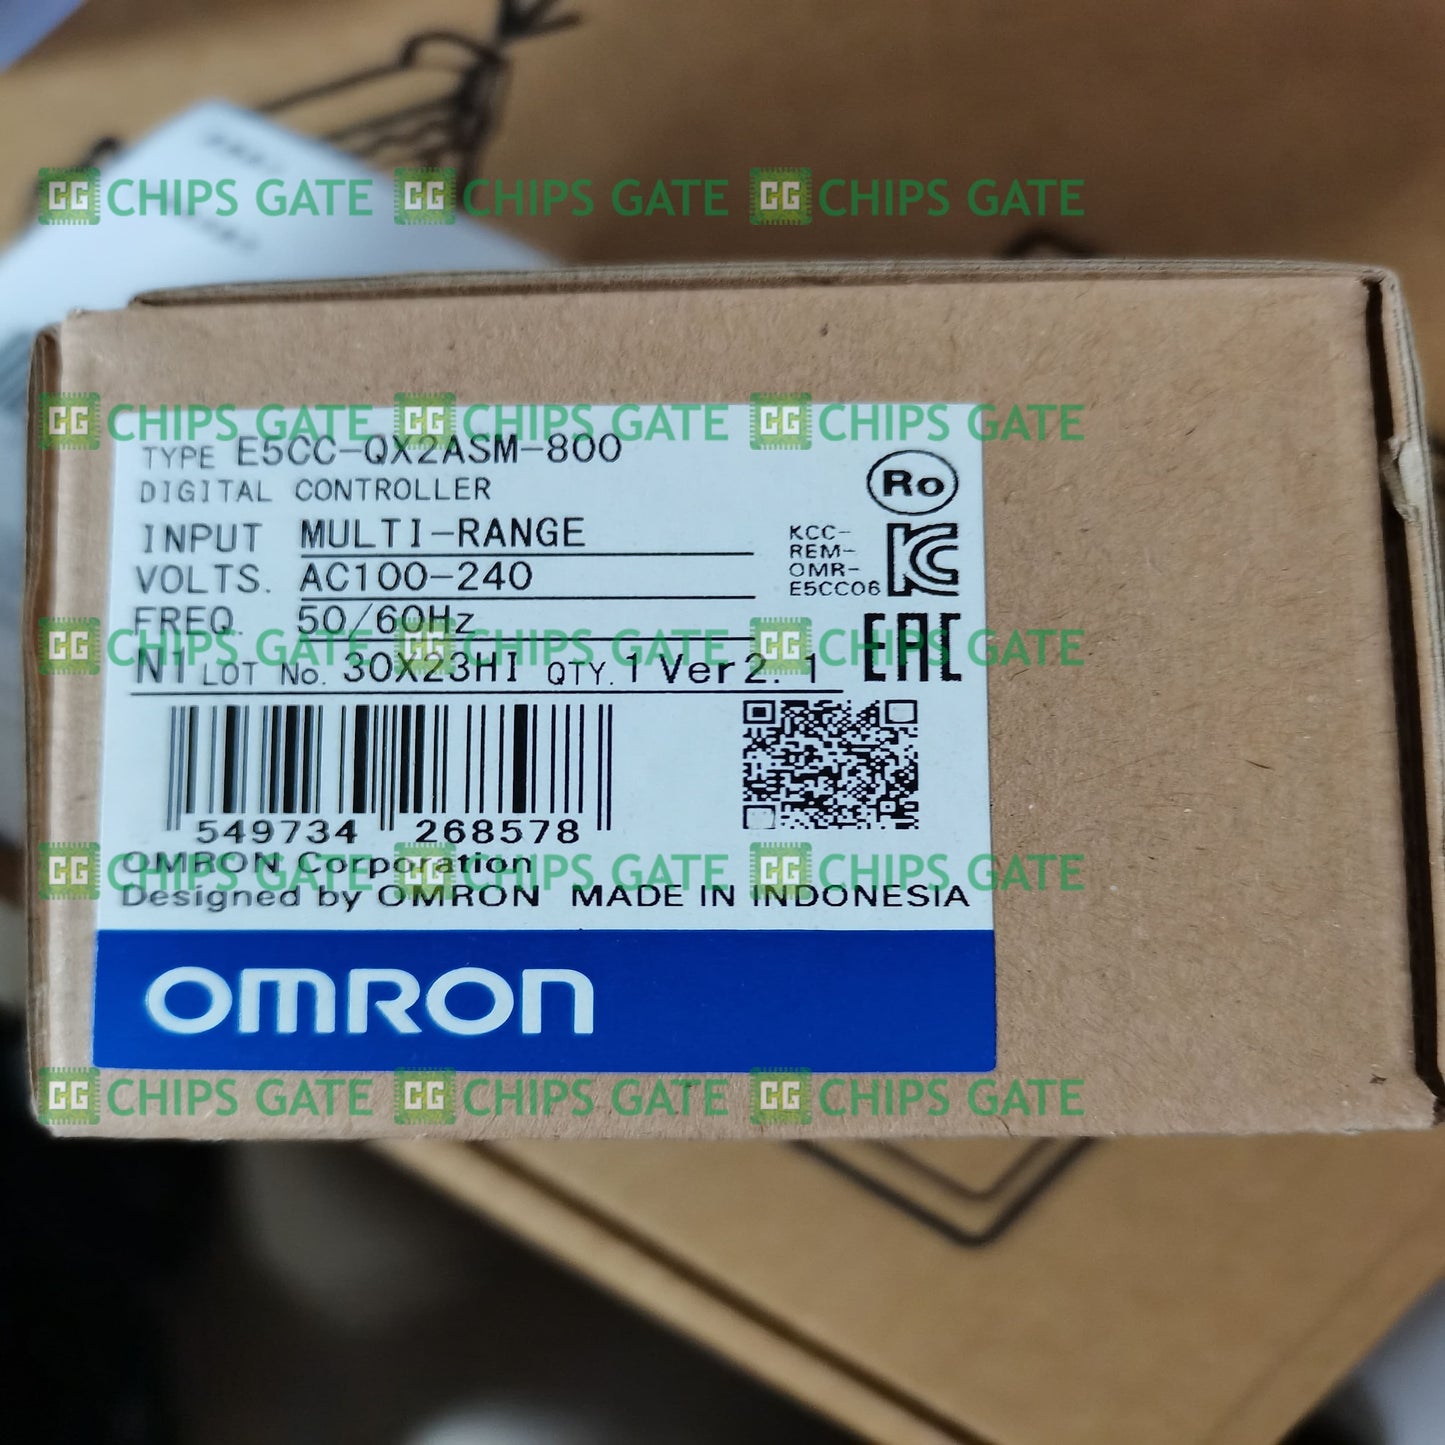 CG CHIPS GATE CG CHIPS GATE CG CHIPS GATE
CG CHIPS GATE CG CHIPS GATE CG CHIPS GATE
TYPE E5CC-QX2ASM-800
DIGITAL CONTROLLER
Ro
INPUT MULTI-RANGE
VOLTS. AC100-240
KCC-
REM-
OMR-
E5CC06
KC
FREQ. 50/60Hz
EAC
CG CHIPS GATE CG CHIPS GATE CG CHIPS GATE
N1 LOT No. 30X23HI QTY. 1 Ver2. 1
549734 268578
OMRON Corporation
CG CHIPS GATE CG CHIPS GATE CG CHIPS GATE
Designed by OMRON MADE IN INDONESIA
OMRON
CG CHIPS GATE CG CHIPS GATE CG CHIPS GATE